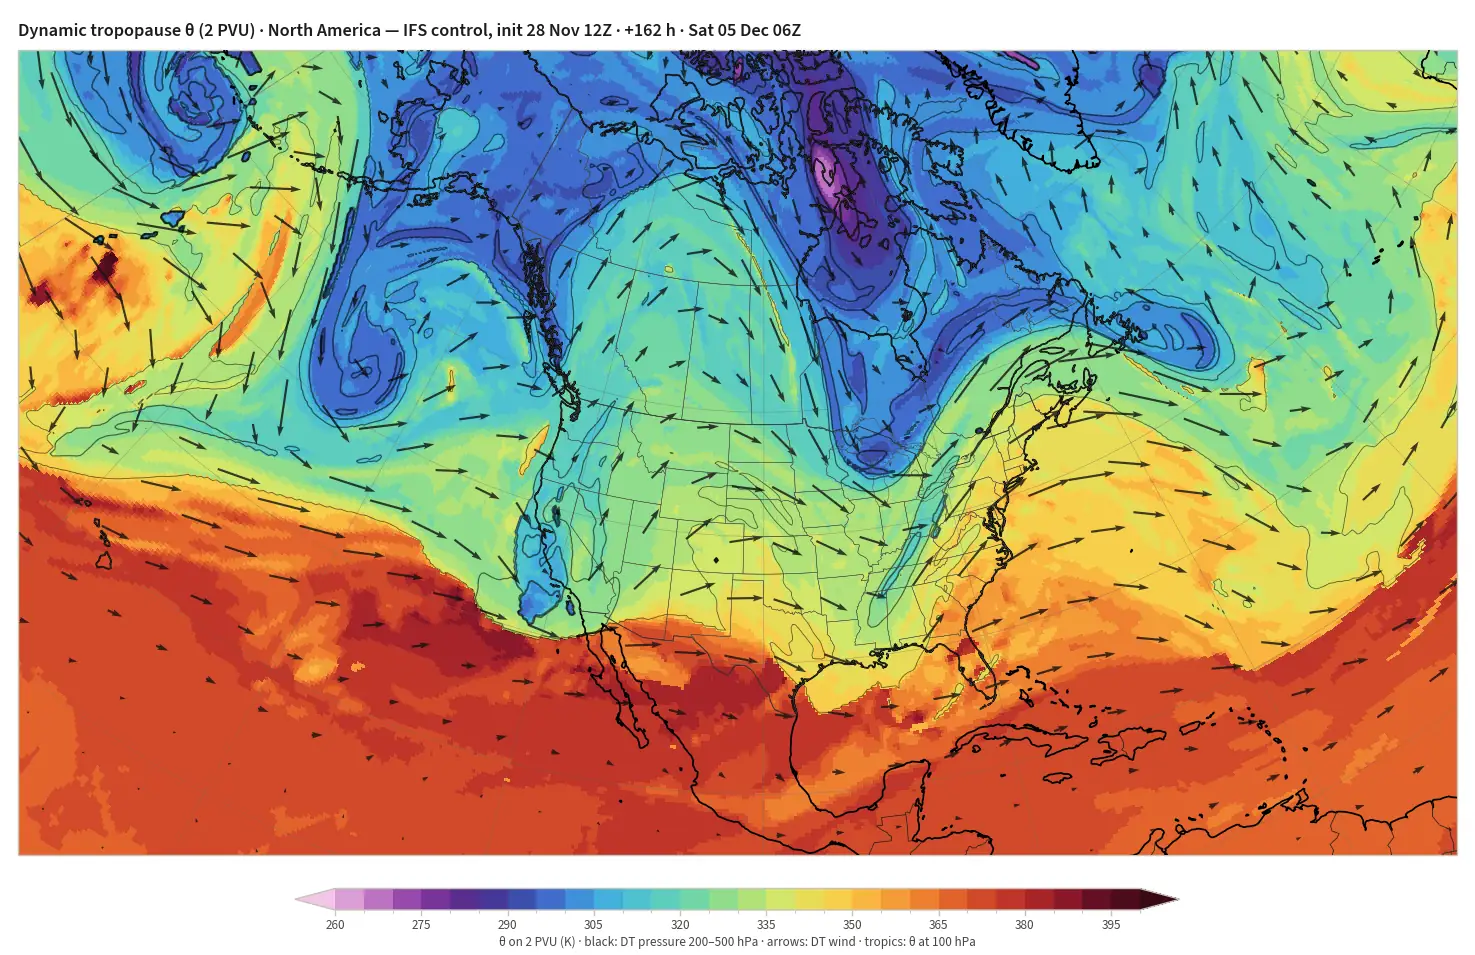 Dynamic tropopause θ (2 PVU) · North America — IFS control, init 28 Nov 12Z · +162 h · Sat 05 Dec 06Z
260 275 290 305 320 335 350 365 380 395
θ on 2 PVU (K) · black: DT pressure 200–500 hPa · arrows: DT wind · tropics: θ at 100 hPa